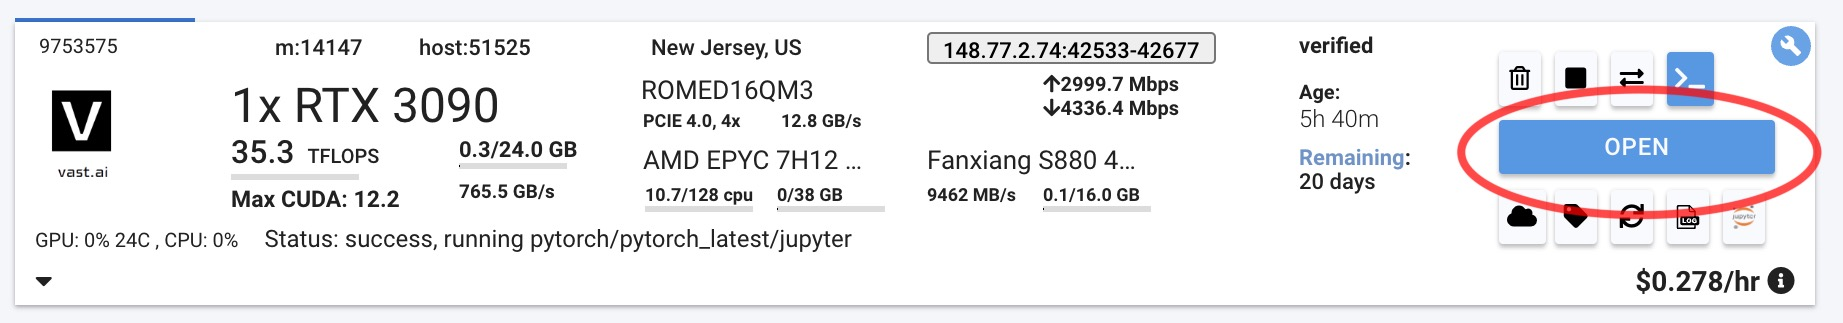 9753575
m:14147
host:51525
New Jersey, US
148.77.2.74:42533-42677
verified
V
vast.ai
1x RTX 3090
35.3 TFLOPS
0.3/24.0 GB
Max CUDA: 12.2
765.5 GB/s
ROMED16QM3
PCIE 4.0, 4x
12.8 GB/s
AMD EPYC 7H12 ...
10.7/128 cpu
0/38 GB
↑2999.7 Mbps
↓4336.4 Mbps
Fanxiang S880 4...
9462 MB/s
0.1/16.0 GB
Age:
5h 40m
Remaining:
20 days
OPEN
LOG
jupyter
GPU: 0% 24C , CPU: 0%
Status: success, running pytorch/pytorch_latest/jupyter
$0.278/hr